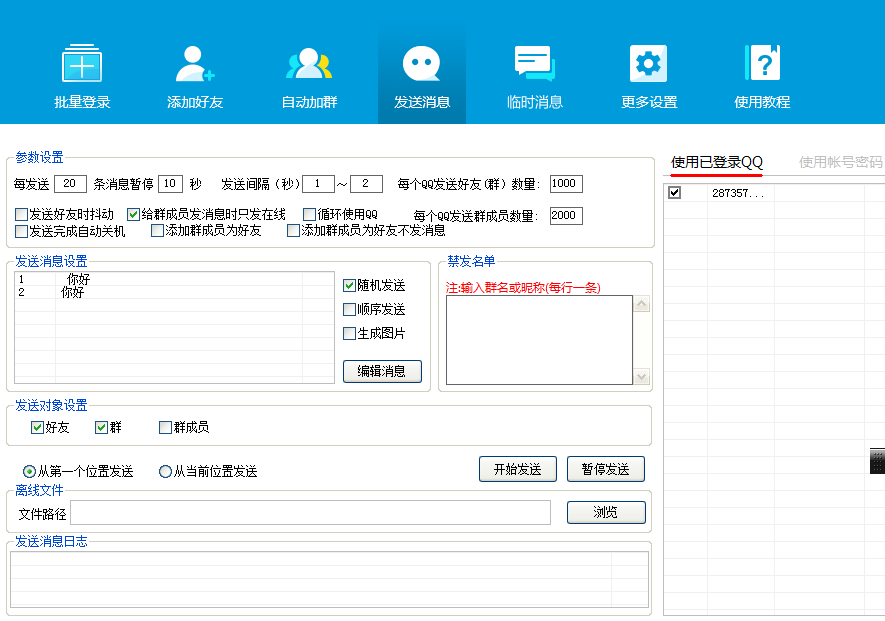 批量登录 添加好友 自动加群 发送消息 临时消息 更多设置 使用教程
参数设置
每发送 20 条消息暂停 10 秒 发送间隔（秒） 1 ～ 2 每个QQ发送好友(群）数量: 1000
发送好友时抖动 给群成员发消息时只发在线 循环使用QQ 每个QQ发送群成员数量: 2000
发送完成自动关机 添加群成员为好友 添加群成员为好友不发消息
发送消息设置
1 你好
2 你好
随机发送
顺序发送
生成图片
编辑消息
禁发名单
注:输入群名或昵称(每行一条)
发送对象设置
好友 群 群成员
从第一个位置发送 从当前位置发送 开始发送 暂停发送
离线文件
文件路径 浏览
发送消息日志
使用已登录QQ 使用帐号密码
287357...